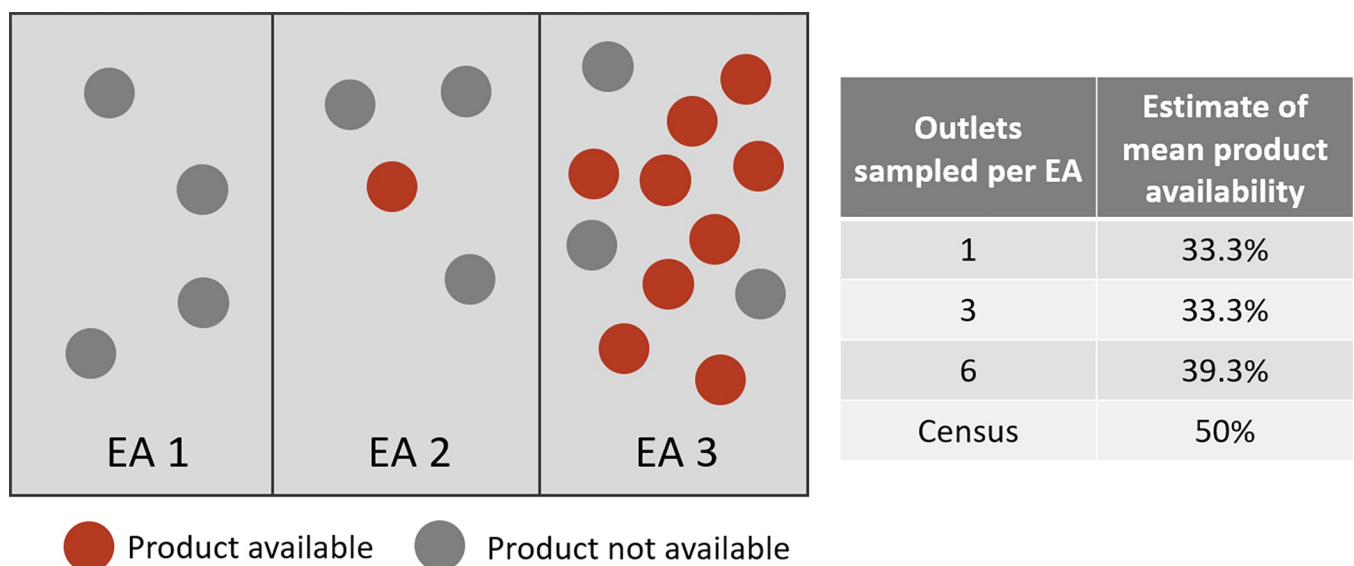 EA 1
EA 2
EA 3
Product available
Product not available
Outlets
sampled per EA
Estimate of
mean product
availability
1
33.3%
3
33.3%
6
39.3%
Census
50%